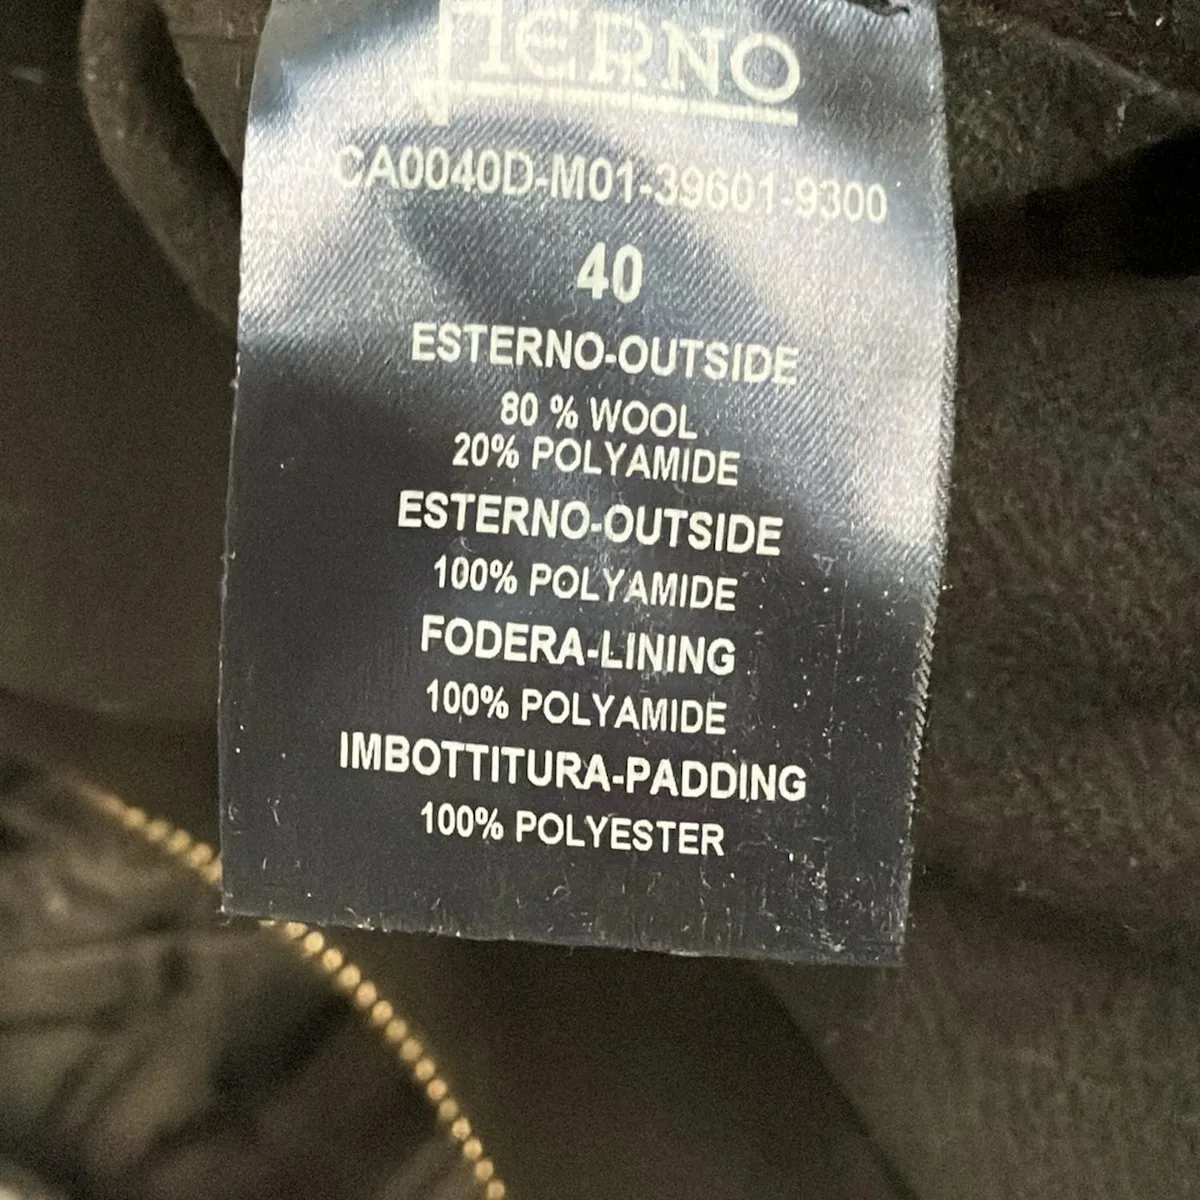 HERNO
CA0040D-M01-39601-9300
40
ESTERNO-OUTSIDE
80 % WOOL
20% POLYAMIDE
ESTERNO-OUTSIDE
100% POLYAMIDE
FODERA-LINING
100% POLYAMIDE
IMBOTTITURA-PADDING
100% POLYESTER